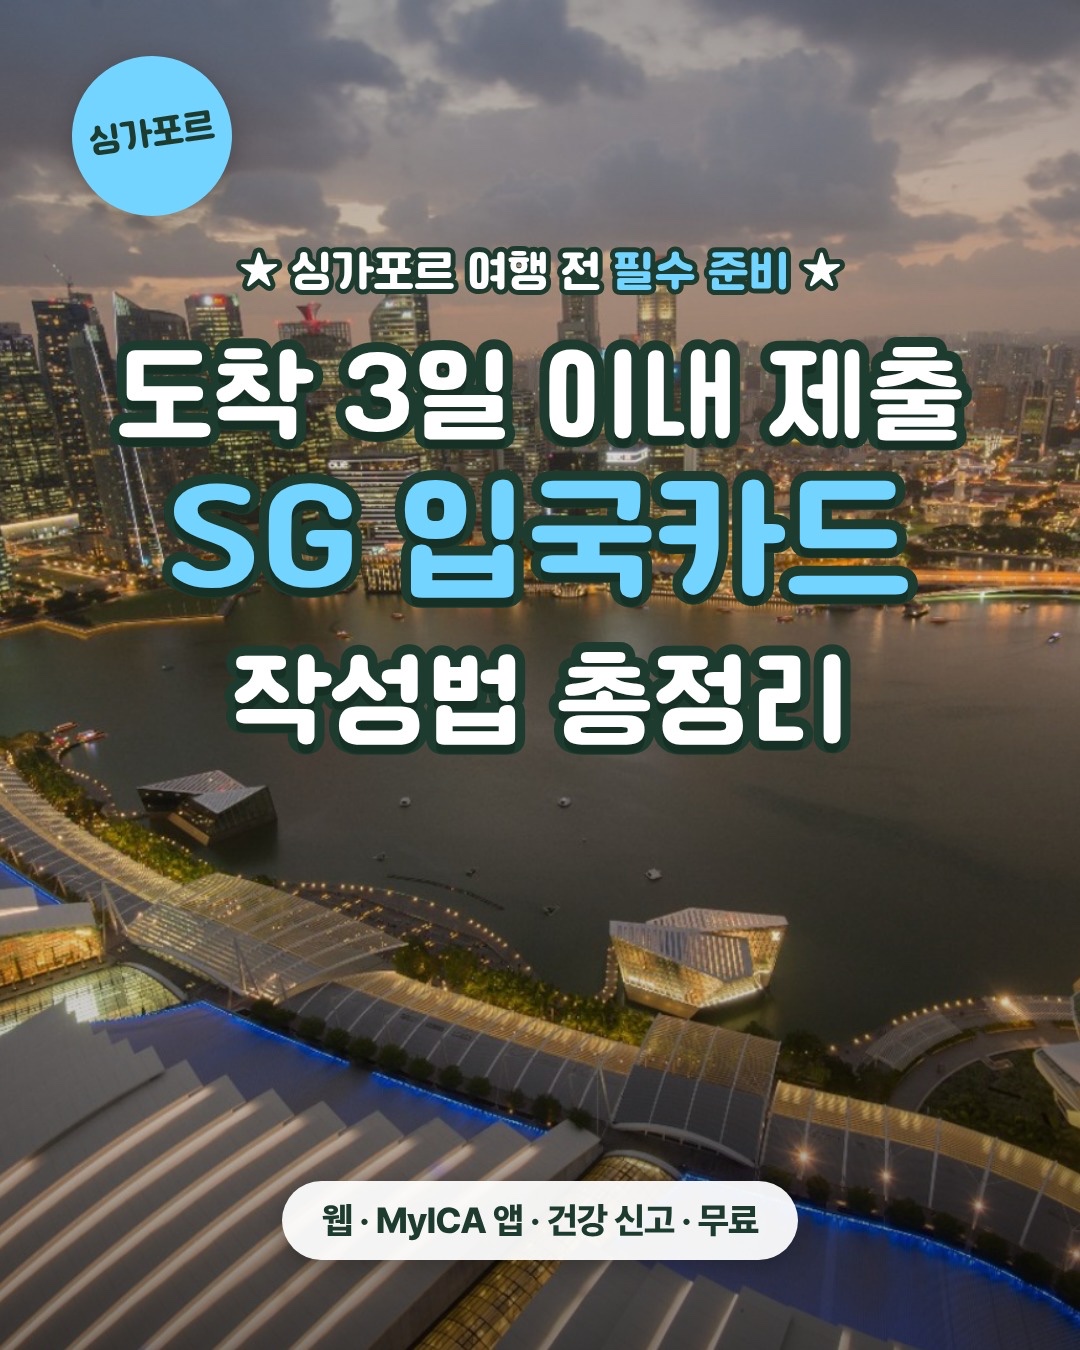 싱가포르
★ 싱가포르 여행 전 필수 준비 ★
도착 3일 이내 제출
SG 입국카드
작성법 총정리
웹 · MyICA 앱 · 건강 신고 · 무료